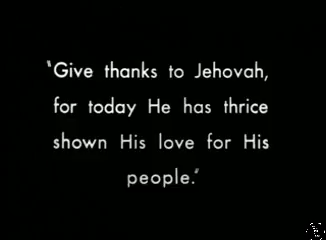 "Give thanks to Jehovah,
for today He has thrice
shown His love for His
people."